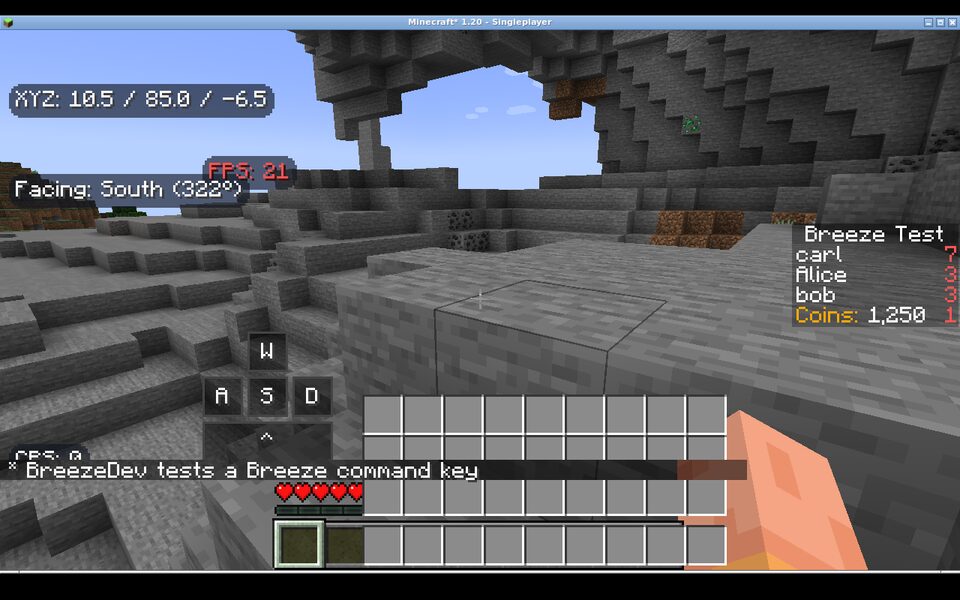 Minecraft* 1.20 - Singleplayer
XYZ: 10.5 / 85.0 / -6.5
FPS: 21
Facing: South (322°)
Breeze Test
carl 7
Alice 3
bob 3
Coins: 1,250 1
W
A S D
^
CPS: 0
* BreezeDev tests a Breeze command key